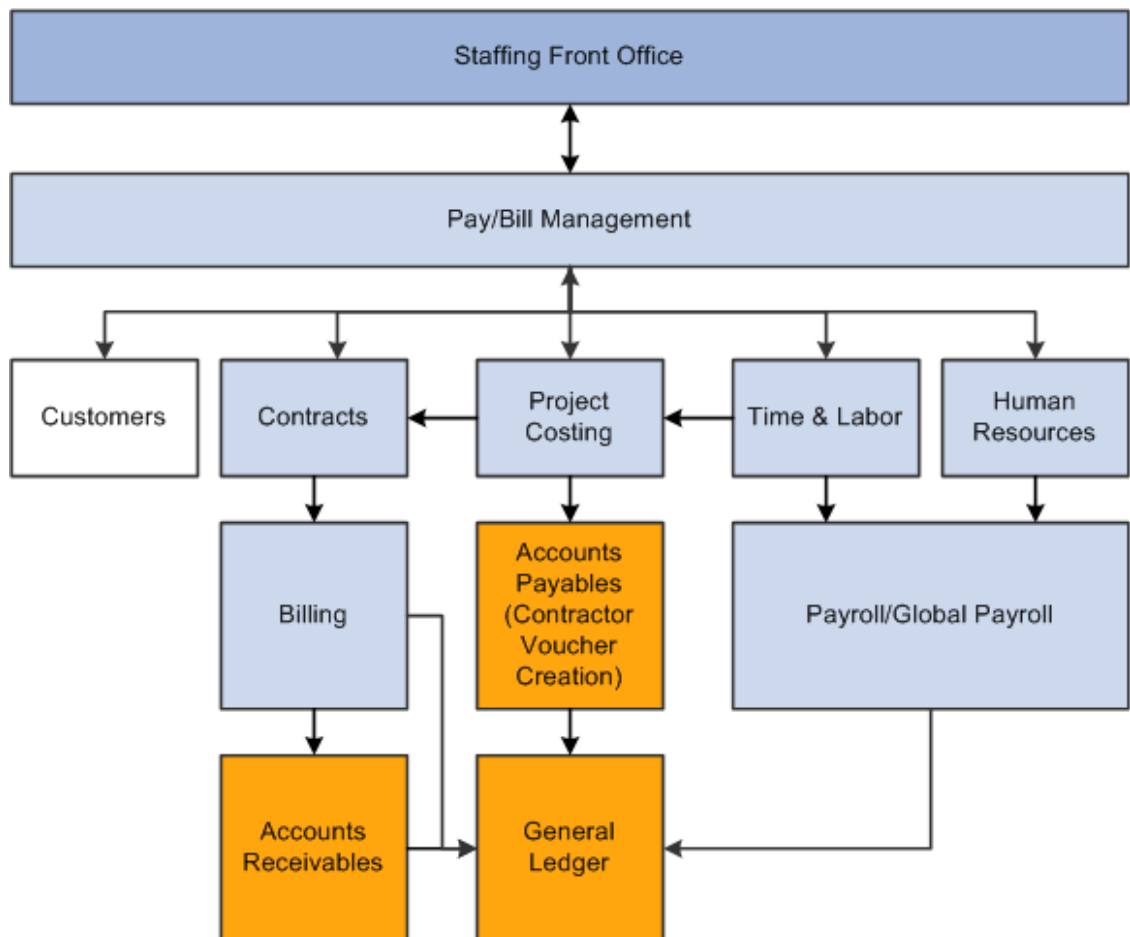 Staffing Front Office
Pay/Bill Management
Customers
Contracts
Project
Costing
Time & Labor
Human
Resources
Billing
Accounts
Payables
(Contractor
Voucher
Creation)
Payroll/Global Payroll
Accounts
Receivables
General
Ledger